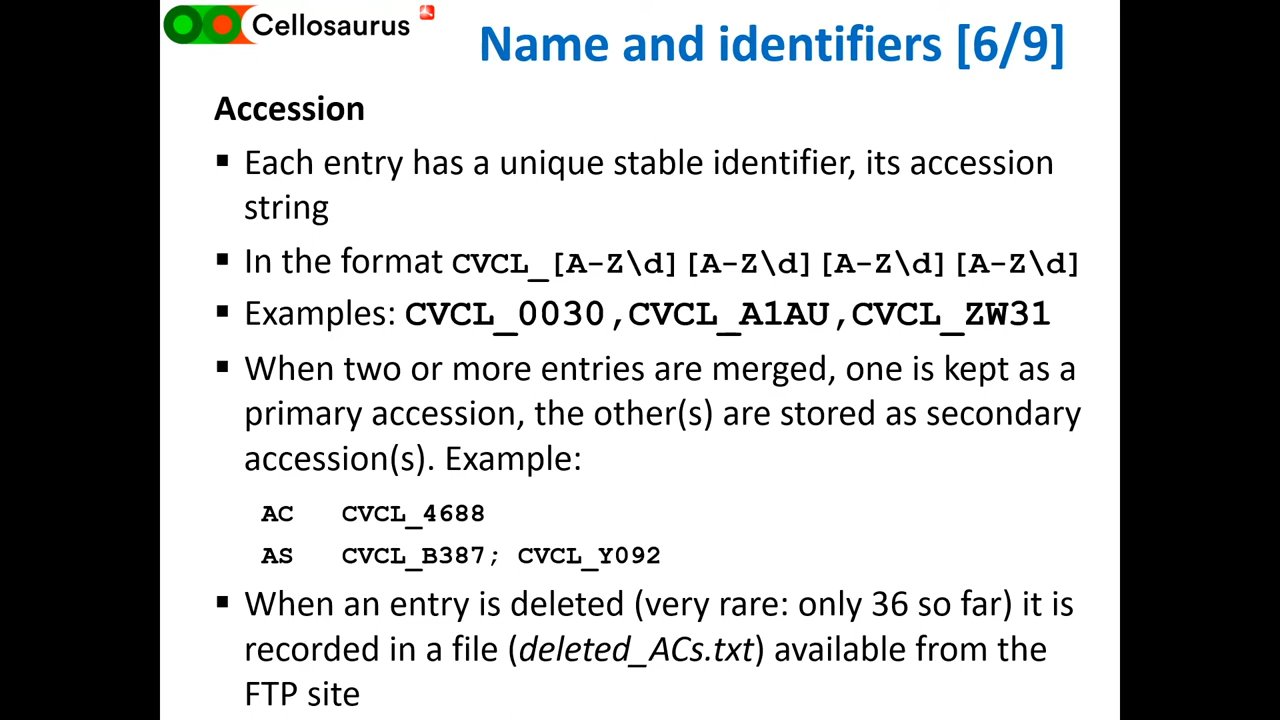 Cellosaurus
Name and identifiers [6/9]
Accession
▪ Each entry has a unique stable identifier, its accession
string
▪ In the format CVCL_[A-Z\d][A-Z\d][A-Z\d][A-Z\d]
▪ Examples: CVCL_0030,CVCL_A1AU,CVCL_ZW31
▪ When two or more entries are merged, one is kept as a
primary accession, the other(s) are stored as secondary
accession(s). Example:
AC CVCL_4688
AS CVCL_B387; CVCL_Y092
▪ When an entry is deleted (very rare: only 36 so far) it is
recorded in a file (deleted_ACs.txt) available from the
FTP site